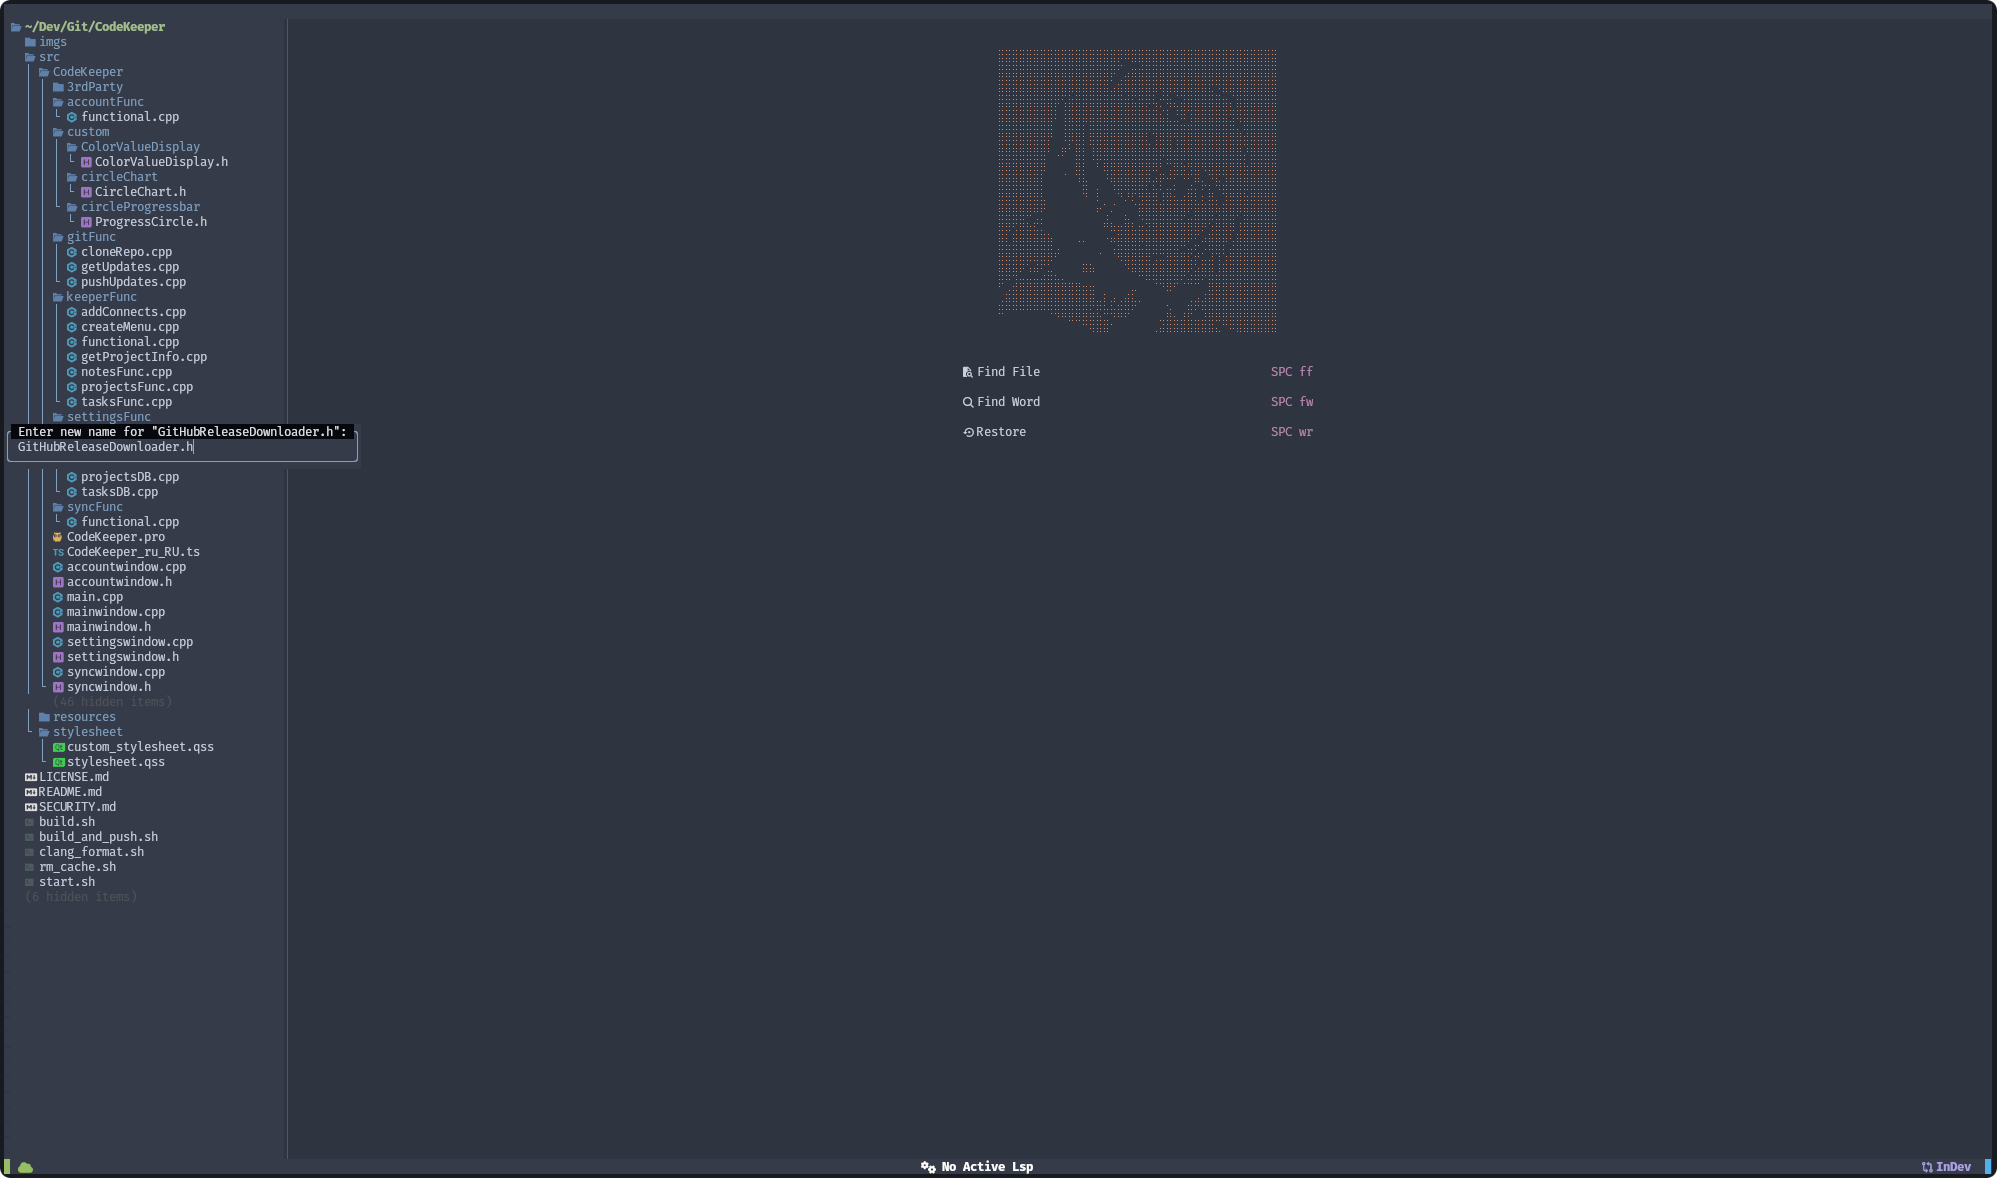 ~/Dev/Git/CodeKeeper
imgs
src
CodeKeeper
3rdParty
accountFunc
functional.cpp
custom
ColorValueDisplay
ColorValueDisplay.h
circleChart
CircleChart.h
circleProgressbar
ProgressCircle.h
gitFunc
cloneRepo.cpp
getUpdates.cpp
pushUpdates.cpp
keeperFunc
addConnects.cpp
createMenu.cpp
functional.cpp
getProjectInfo.cpp
notesFunc.cpp
projectsFunc.cpp
tasksFunc.cpp
settingsFunc
Enter new name for "GitHubReleaseDownloader.h":
GitHubReleaseDownloader.h
projectsDB.cpp
tasksDB.cpp
syncFunc
functional.cpp
CodeKeeper.pro
TS CodeKeeper_ru_RU.ts
accountwindow.cpp
H accountwindow.h
main.cpp
mainwindow.cpp
mainwindow.h
settingswindow.cpp
settingswindow.h
syncwindow.cpp
syncwindow.h
(46 hidden items)
resources
stylesheet
custom_stylesheet.qss
stylesheet.qss
LICENSE.md
README.md
SECURITY.md
build.sh
build_and_push.sh
clang_format.sh
rm_cache.sh
start.sh
(6 hidden items)
Find File SPC ff
Find Word SPC fw
Restore SPC wr
No Active Lsp
InDev